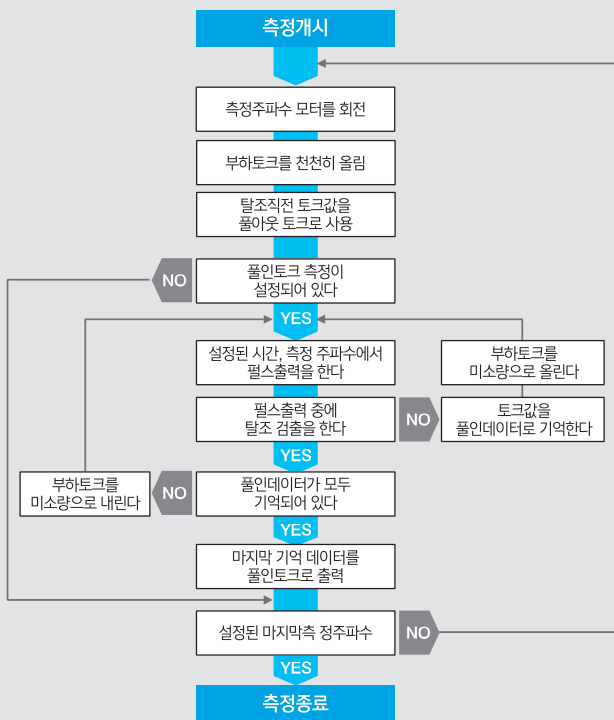 측정개시
측정주파수 모터를 회전
부하토크를 천천히 올림
탈조직전 토크값을
풀아웃 토크로 사용
NO
풀인토크 측정이
설정되어 있다
YES
설정된 시간, 측정 주파수에서
펄스출력을 한다
부하토크를
미소량으로 올린다
펄스출력 중에
탈조 검출을 한다
NO
토크값을
풀인데이터로 기억한다
YES
부하토크를
미소량으로 내린다
NO
풀인데이터가 모두
기억되어 있다
YES
마지막 기억 데이터를
풀인토크로 출력
설정된 마지막측 정주파수
NO
YES
측정종료